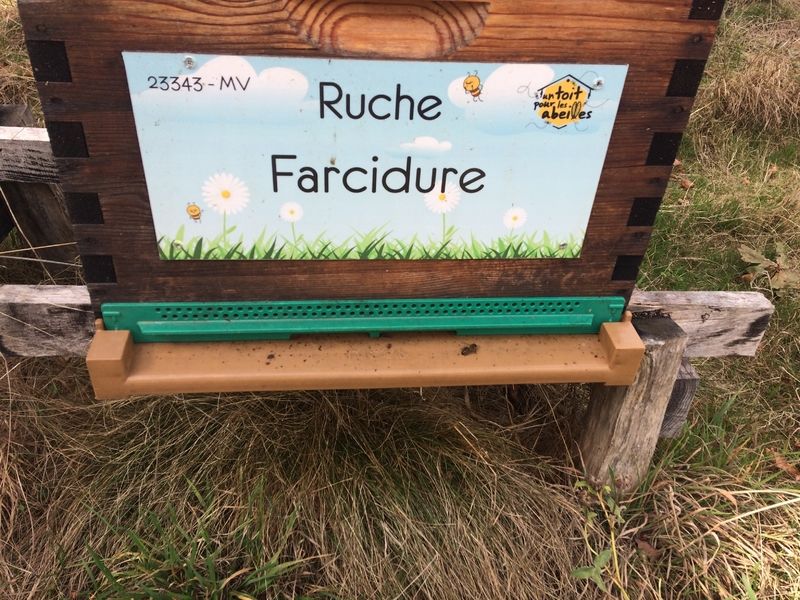 23343 - MV
Ruche
Farcidure
un toit
pour les
abeilles